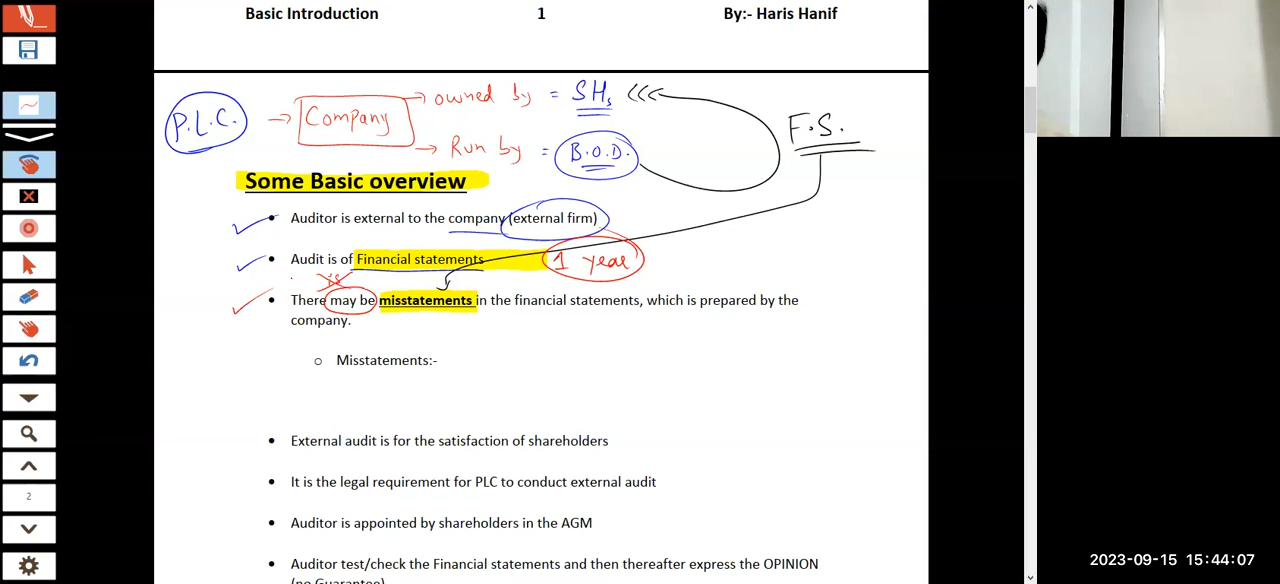 Basic Introduction 1 By:- Haris Hanif
P.L.C. → Company → owned by = SHs
F.S.
→ Run by = B.O.D.
Some Basic overview
• Auditor is external to the company (external firm)
• Audit is of Financial statements 1 year
is
• There may be misstatements in the financial statements, which is prepared by the
company.
o Misstatements:-
• External audit is for the satisfaction of shareholders
• It is the legal requirement for PLC to conduct external audit
• Auditor is appointed by shareholders in the AGM
• Auditor test/check the Financial statements and then thereafter express the OPINION
(no Guarantee)
2
2023-09-15 15:44:07